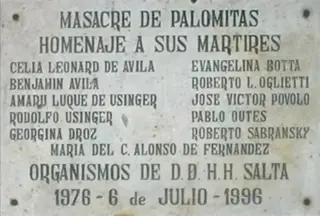 MASACRE DE PALOMITAS
HOMENAJE A SUS MARTIRES
CELIA LEONARD DE AVILA EVANGELINA BOTTA
BENJAMIN AVILA ROBERTO L. OGLIETTI
AMARU LUQUE DE USINGER JOSE VICTOR POVOLO
RODOLFO USINGER PABLO OUTES
GEORGINA DROZ ROBERTO SABRANSKY
MARIA DEL C. ALONSO DE FERNANDEZ
ORGANISMOS DE D.D.H.H. SALTA
1976 - 6 de JULIO - 1996